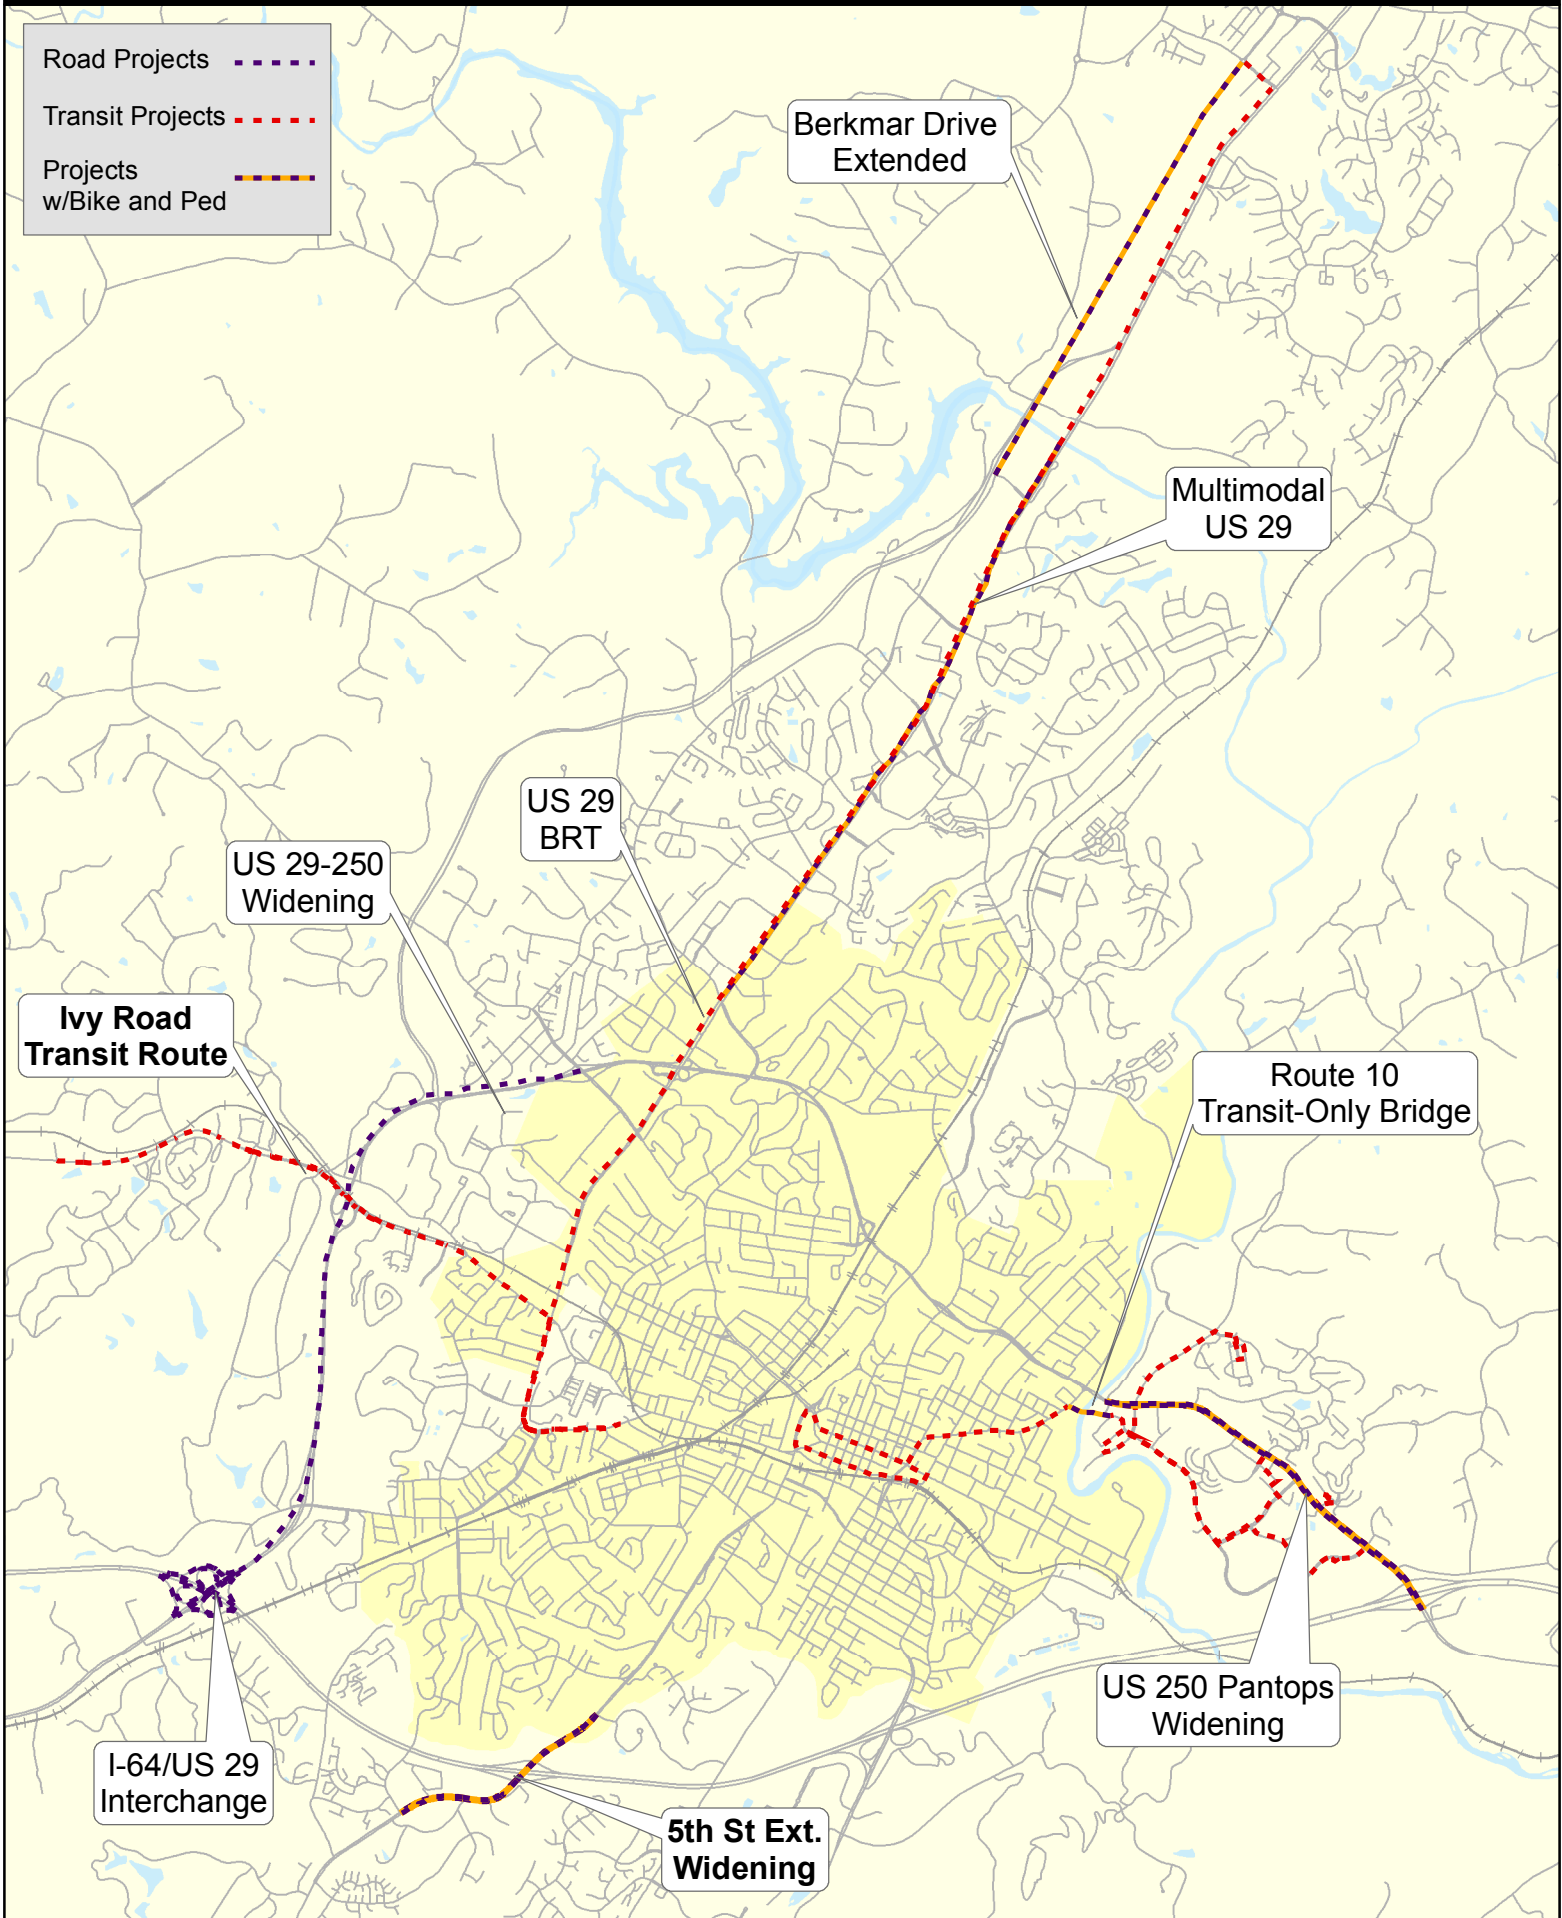 Road Projects
Transit Projects
Projects
w/Bike and Ped
Berkmar Drive
Extended
Multimodal
US 29
US 29
BRT
US 29-250
Widening
Ivy Road
Transit Route
Route 10
Transit-Only Bridge
US 250 Pantops
Widening
I-64/US 29
Interchange
5th St Ext.
Widening